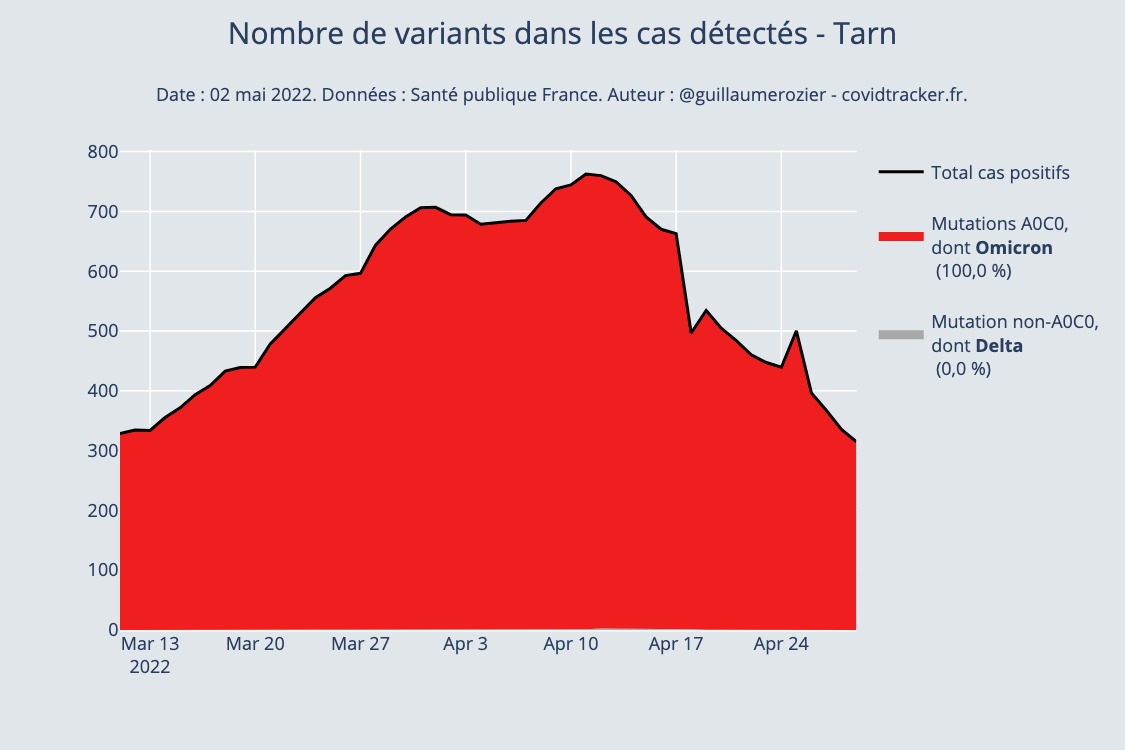 Nombre de variants dans les cas détectés - Tarn
Date : 02 mai 2022. Données : Santé publique France. Auteur : @guillaumerozier - covidtracker.fr.
800
700
600
500
400
300
200
100
0
Mar 13
2022
Mar 20
Mar 27
Apr 3
Apr 10
Apr 17
Apr 24
Total cas positifs
Mutations A0C0,
dont Omicron
(100,0 %)
Mutation non-A0C0,
dont Delta
(0,0 %)